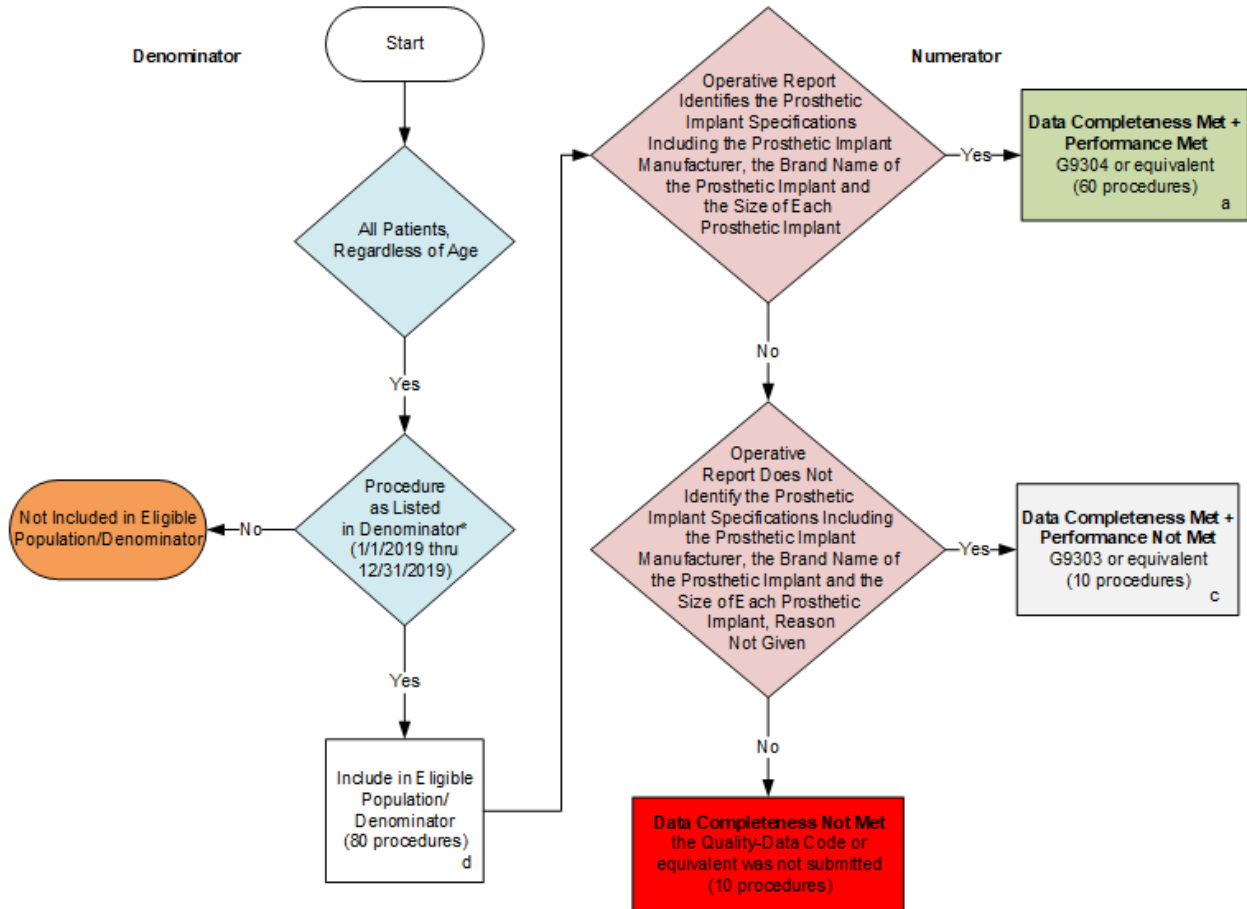 Denominator
Start
All Patients,
Regardless of Age
Yes
Procedure
as Listed
in Denominator*
(1/1/2019 thru
12/31/2019)
No
Not Included in Eligible
Population/Denominator
Yes
Include in Eligible
Population/
Denominator
(80 procedures)
d
Numerator
Operative Report
Identifies the Prosthetic
Implant Specifications
Including the Prosthetic Implant
Manufacturer, the Brand Name of
the Prosthetic Implant and
the Size of Each
Prosthetic Implant
Yes
Data Completeness Met +
Performance Met
G9304 or equivalent
(60 procedures)
a
No
Operative
Report Does Not
Identify the Prosthetic
Implant Specifications Including
the Prosthetic Implant
Manufacturer, the Brand Name of
the Prosthetic Implant and the
Size of Each Prosthetic
Implant, Reason
Not Given
Yes
Data Completeness Met +
Performance Not Met
G9303 or equivalent
(10 procedures)
c
No
Data Completeness Not Met
the Quality-Data Code or
equivalent was not submitted
(10 procedures)